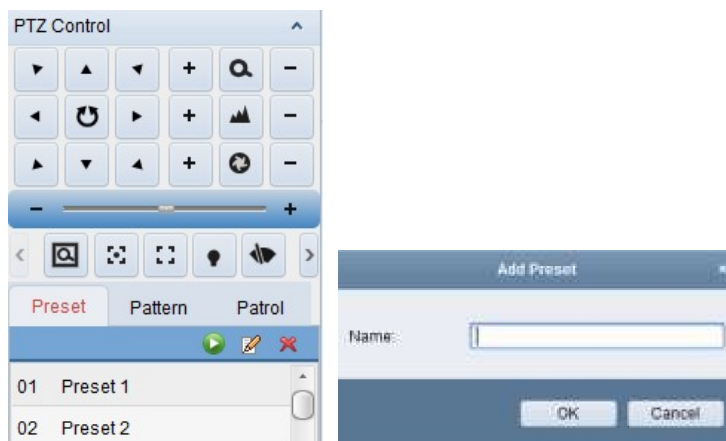 PTZ Control
Preset Pattern Patrol
01 Preset 1
02 Preset 2
Add Preset
Name:
OK Cancel